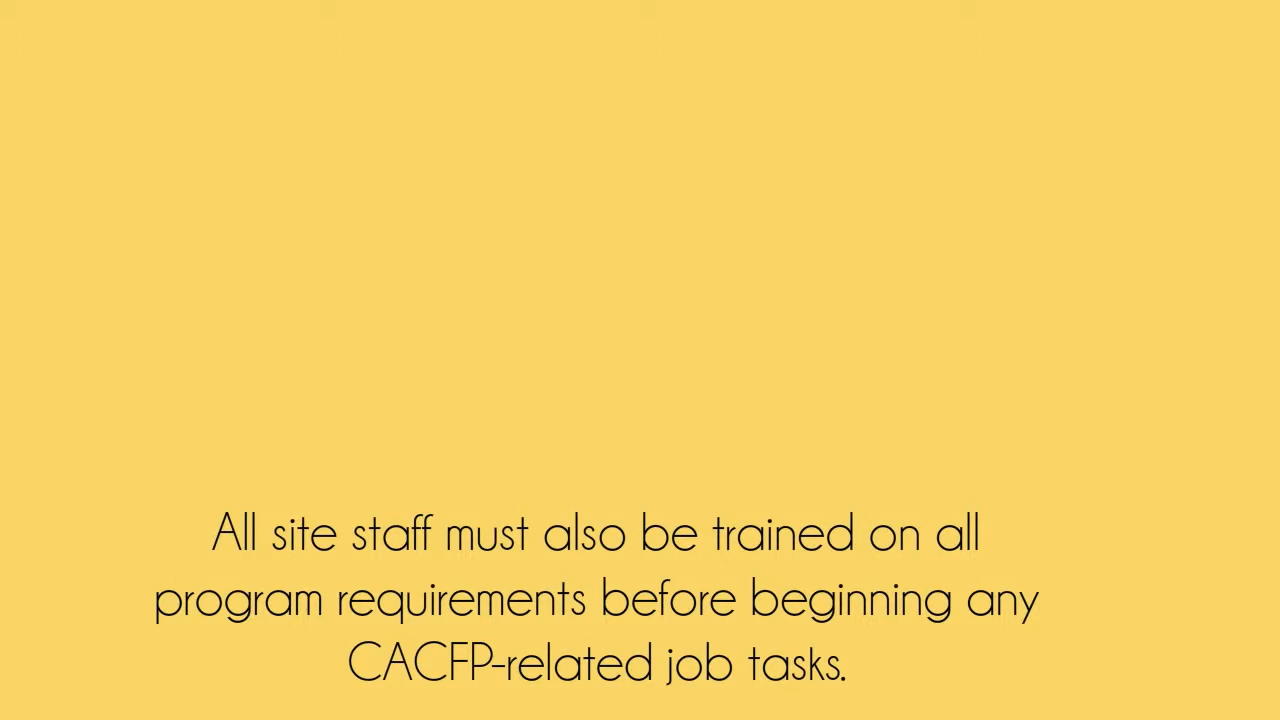 All site staff must also be trained on all
program requirements before beginning any
CACFP-related job tasks.